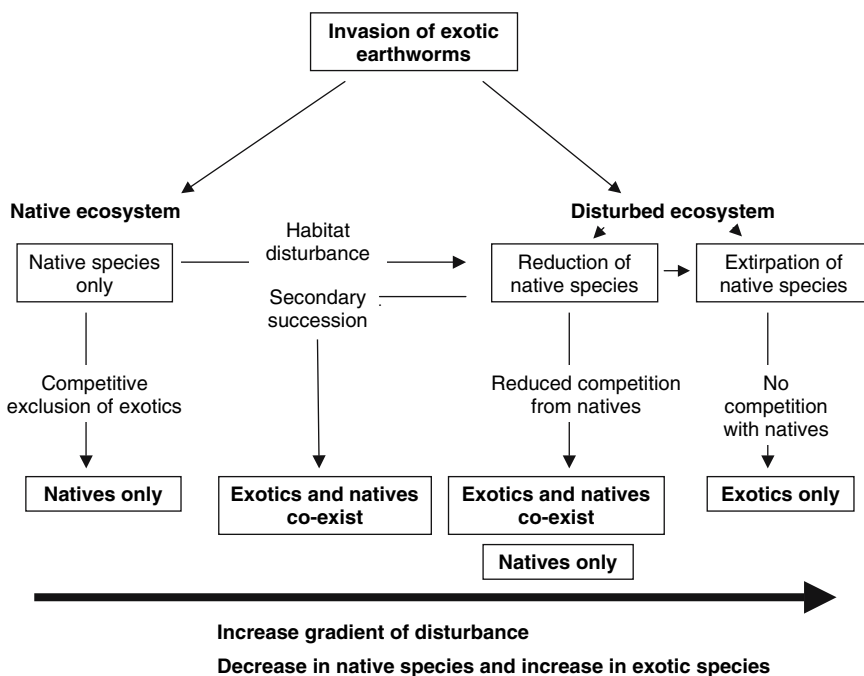 Invasion of exotic
earthworms
Native ecosystem
Disturbed ecosystem
Native species
only
Habitat
disturbance
Secondary
succession
Reduction of
native species
Extirpation of
native species
Competitive
exclusion of exotics
Reduced competition
from natives
No
competition
with natives
Natives only
Exotics and natives
co-exist
Exotics and natives
co-exist
Natives only
Exotics only
Increase gradient of disturbance
Decrease in native species and increase in exotic species